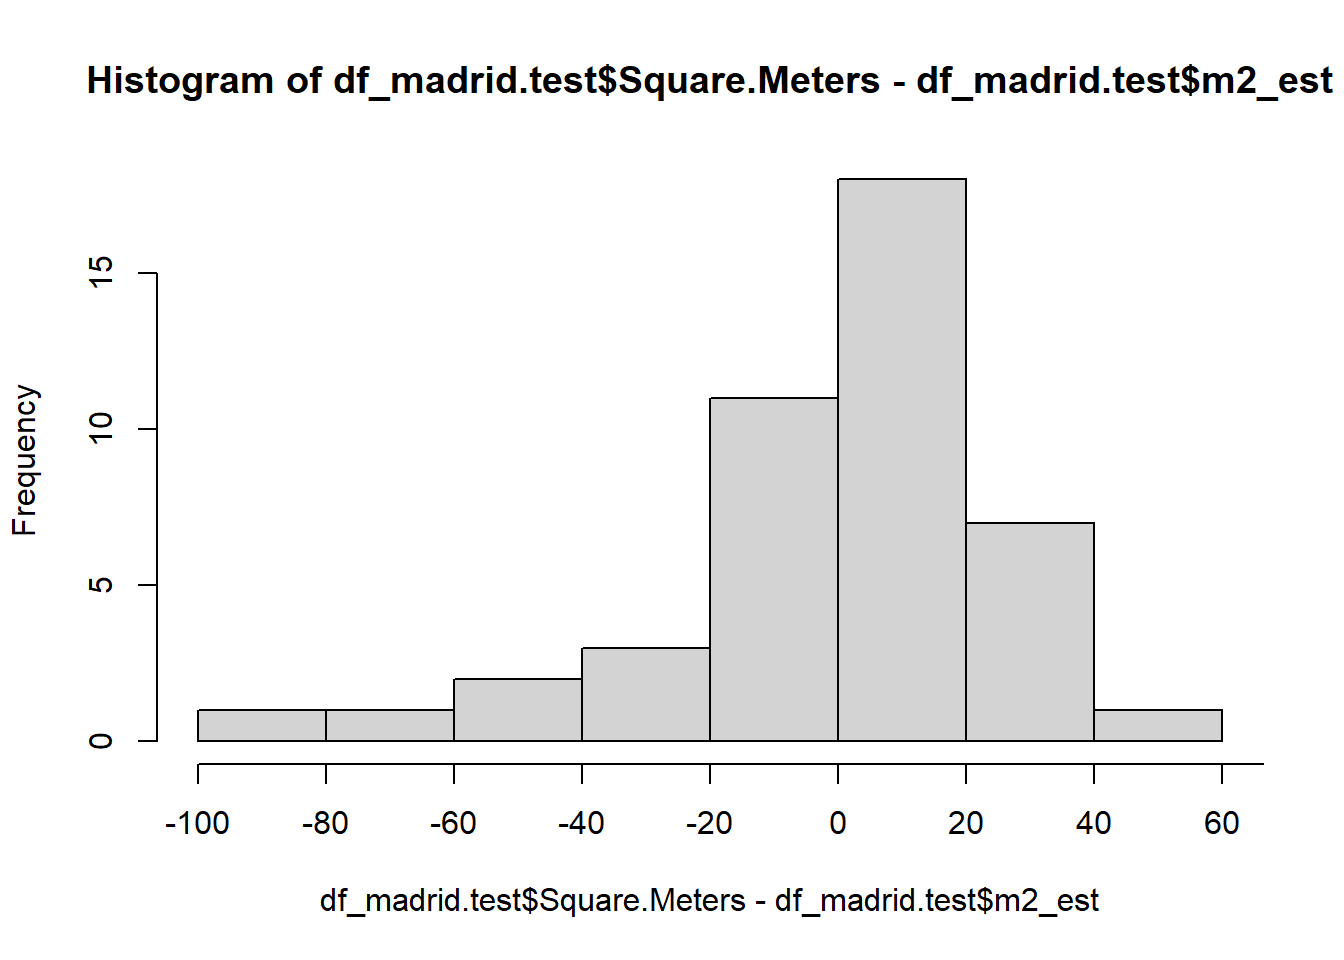 Histogram of df_madrid.test$Square.Meters - df_madrid.test$m2_est
Frequency
15
10
5
0
-100 -80 -60 -40 -20 0 20 40 60
df_madrid.test$Square.Meters - df_madrid.test$m2_est